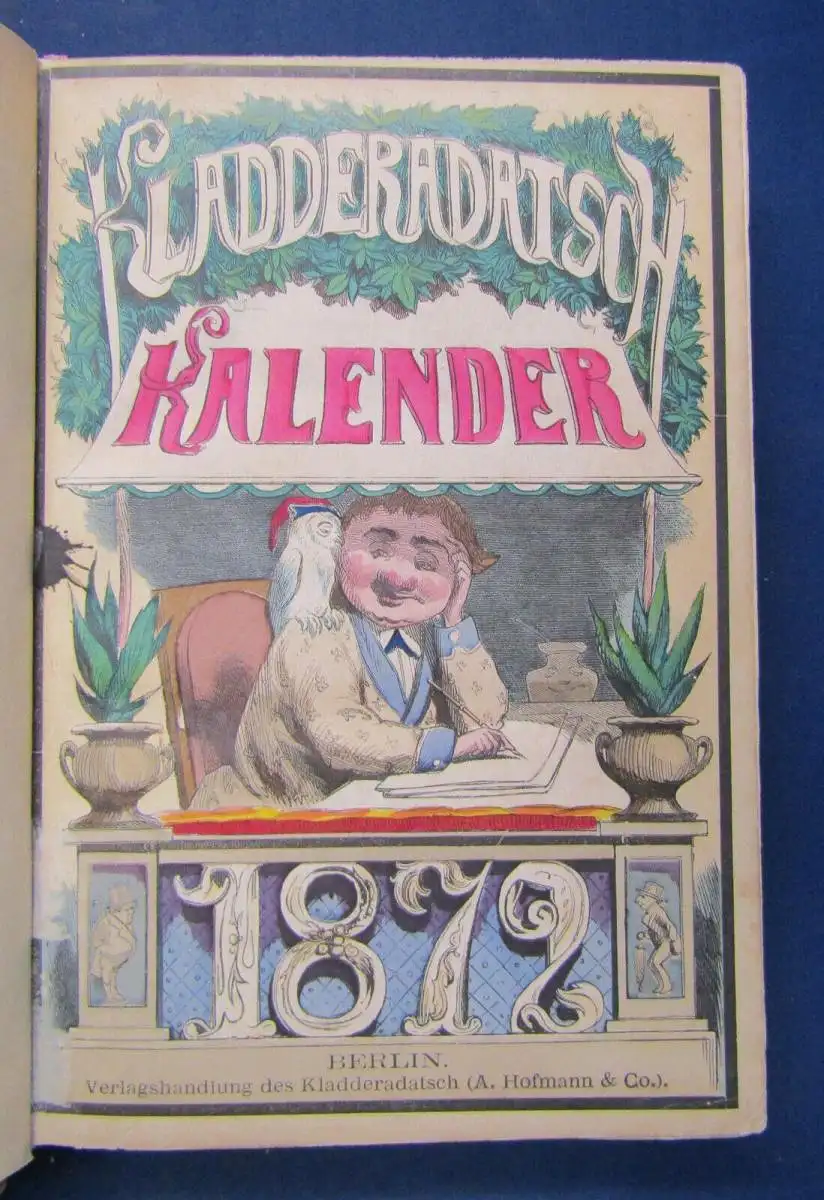 KLADDERADATSCH
KALENDER
1872
BERLIN.
Verlagshandlung des Kladderadatsch (A. Hofmann & Co.).